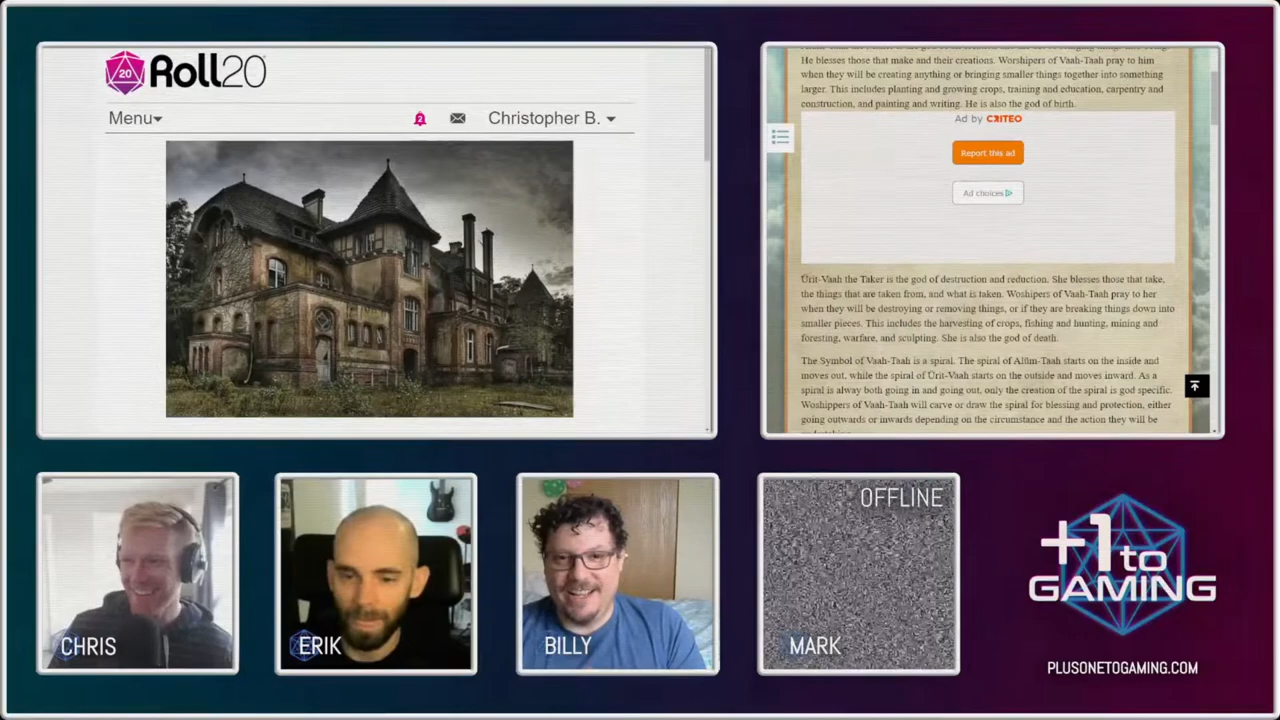 20 Roll20
Menu
2
Christopher B.
He blesses those that make and their creations. Worshipers of Vaah-Taah pray to him
when they will be creating anything or bringing smaller things together into something
larger. This includes planting and growing crops, training and education, carpentry and
construction, and painting and writing. He is also the god of birth.
Ad by CRITEO
Report this ad
Ad choices
Ürit-Vaah the Taker is the god of destruction and reduction. She blesses those that take,
the things that are taken from, and what is taken. Woshipers of Vaah-Taah pray to her
when they will be destroying or removing things, or if they are breaking things down into
smaller pieces. This includes the harvesting of crops, fishing and hunting, mining and
foresting, warfare, and sculpting. She is also the god of death.
The Symbol of Vaah-Taah is a spiral. The spiral of Alüm-Taah starts on the inside and
moves out, while the spiral of Ürit-Vaah starts on the outside and moves inward. As a
spiral is alway both going in and going out, only the creation of the spiral is god specific.
Woshippers of Vaah-Taah will carve or draw the spiral for blessing and protection, either
going outwards or inwards depending on the circumstance and the action they will be
CHRIS
ERIK
BILLY
OFFLINE
MARK
+1 to
GAMING
PLUSONETOGAMING.COM